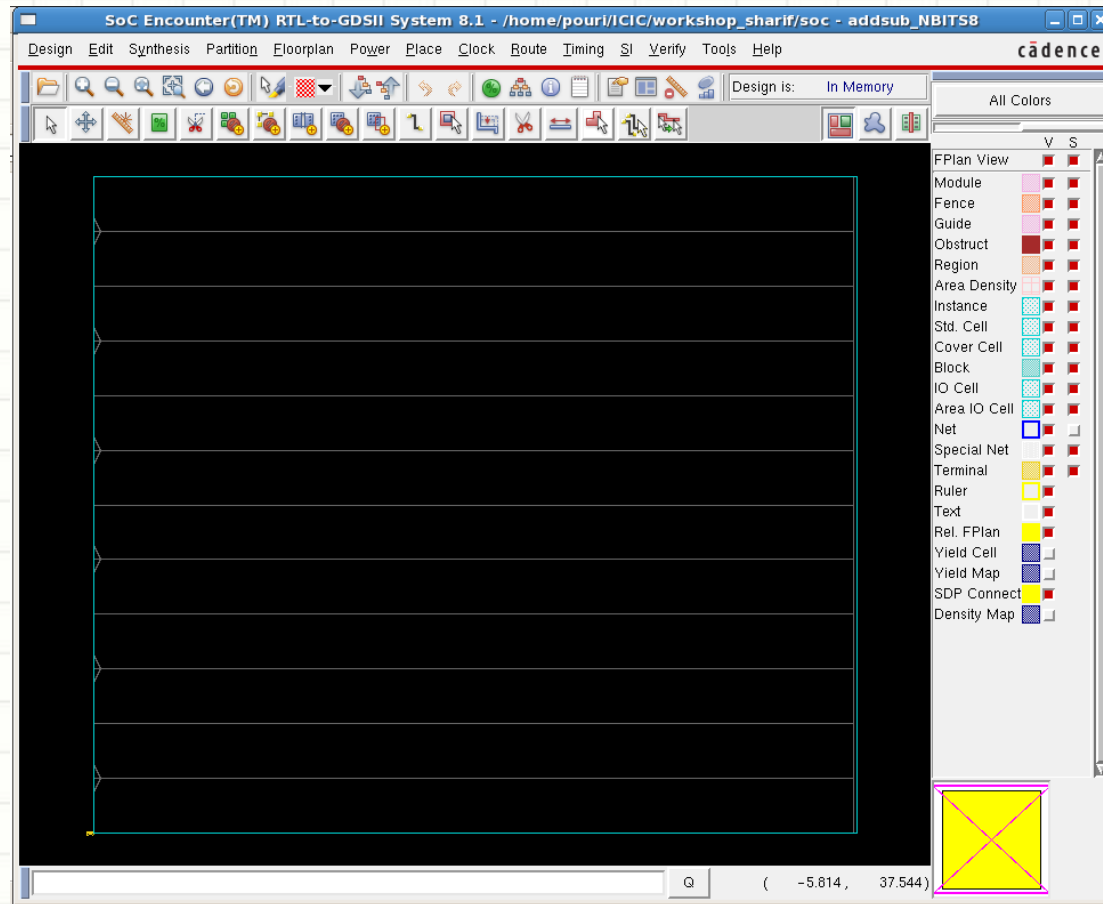 SoC Encounter(TM) RTL-to-GDSII System 8.1 - /home/pouri/ICIC/workshop_sharif/soc - addsub_NBITS8
Design Edit Synthesis Partition Floorplan Power Place Clock Route Timing SI Verify Tools Help
cādence
Design is: In Memory
All Colors
V S
FPlan View
Module
Fence
Guide
Obstruct
Region
Area Density
Instance
Std. Cell
Cover Cell
Block
IO Cell
Area IO Cell
Net
Special Net
Terminal
Ruler
Text
Rel. FPlan
Yield Cell
Yield Map
SDP Connect
Density Map
Q ( -5.814 , 37.544)